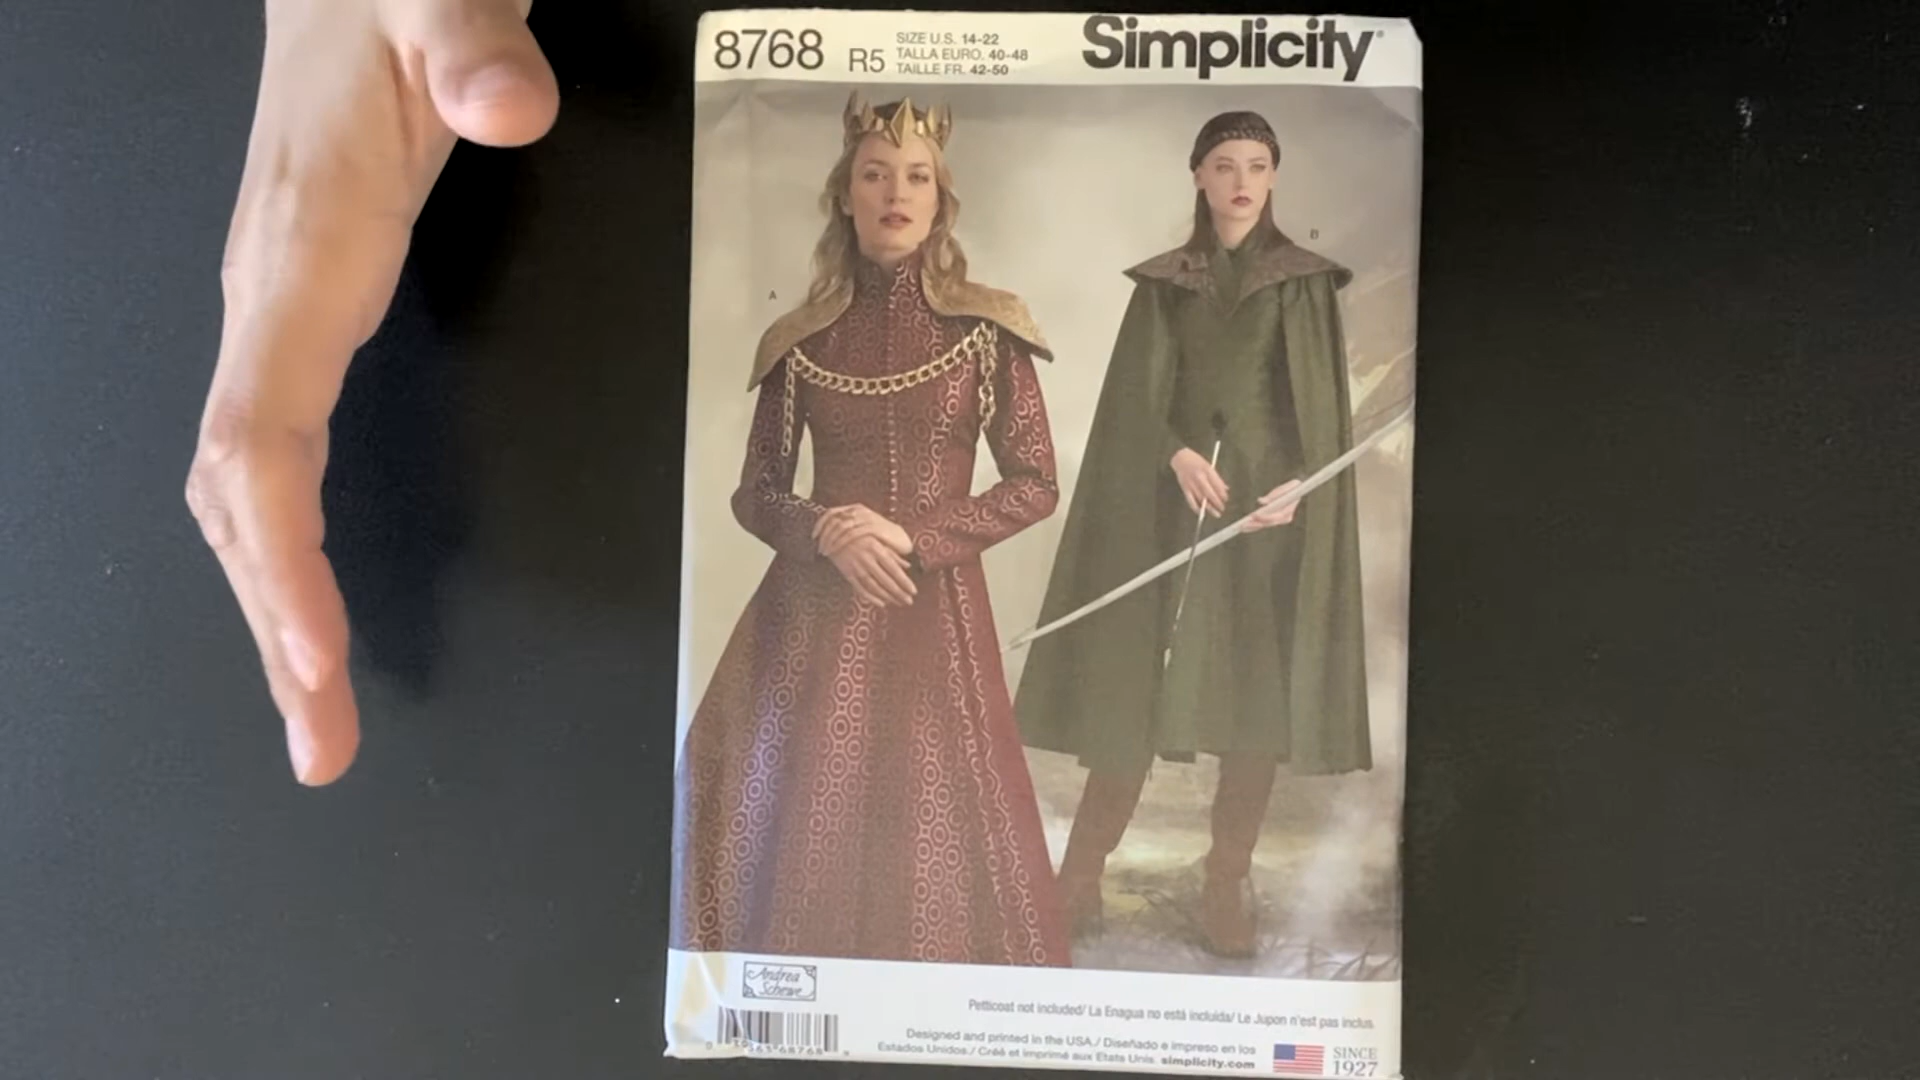 8768 R5
SIZE U.S. 14-22
TALLA EURO. 40-48
TAILLE FR. 42-50
Simplicity
A
B
Andrea
Schewe
Petticoat not included/ La Enagua no está incluida/ Le Jupon n'est pas inclus.
Designed and printed in the USA./ Diseñado e impreso en los
Estados Unidos./ Créé et imprimé aux Etats Unis. simplicity.com
SINCE
1927